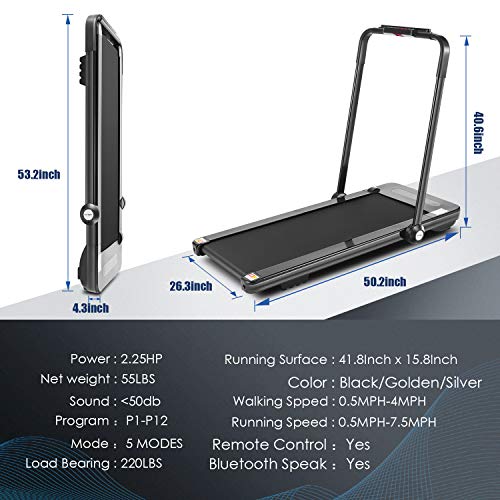 53.2inch
40.6inch
26.3inch
50.2inch
4.3inch
Power : 2.25HP
Net weight : 55LBS
Sound : <50db
Program : P1-P12
Mode : 5 MODES
Load Bearing : 220LBS
Running Surface : 41.8Inch x 15.8Inch
Color : Black/Golden/Silver
Walking Spped : 0.5MPH-4MPH
Running Speed : 0.5MPH-7.5MPH
Remote Control : Yes
Bluetooth Speak : Yes